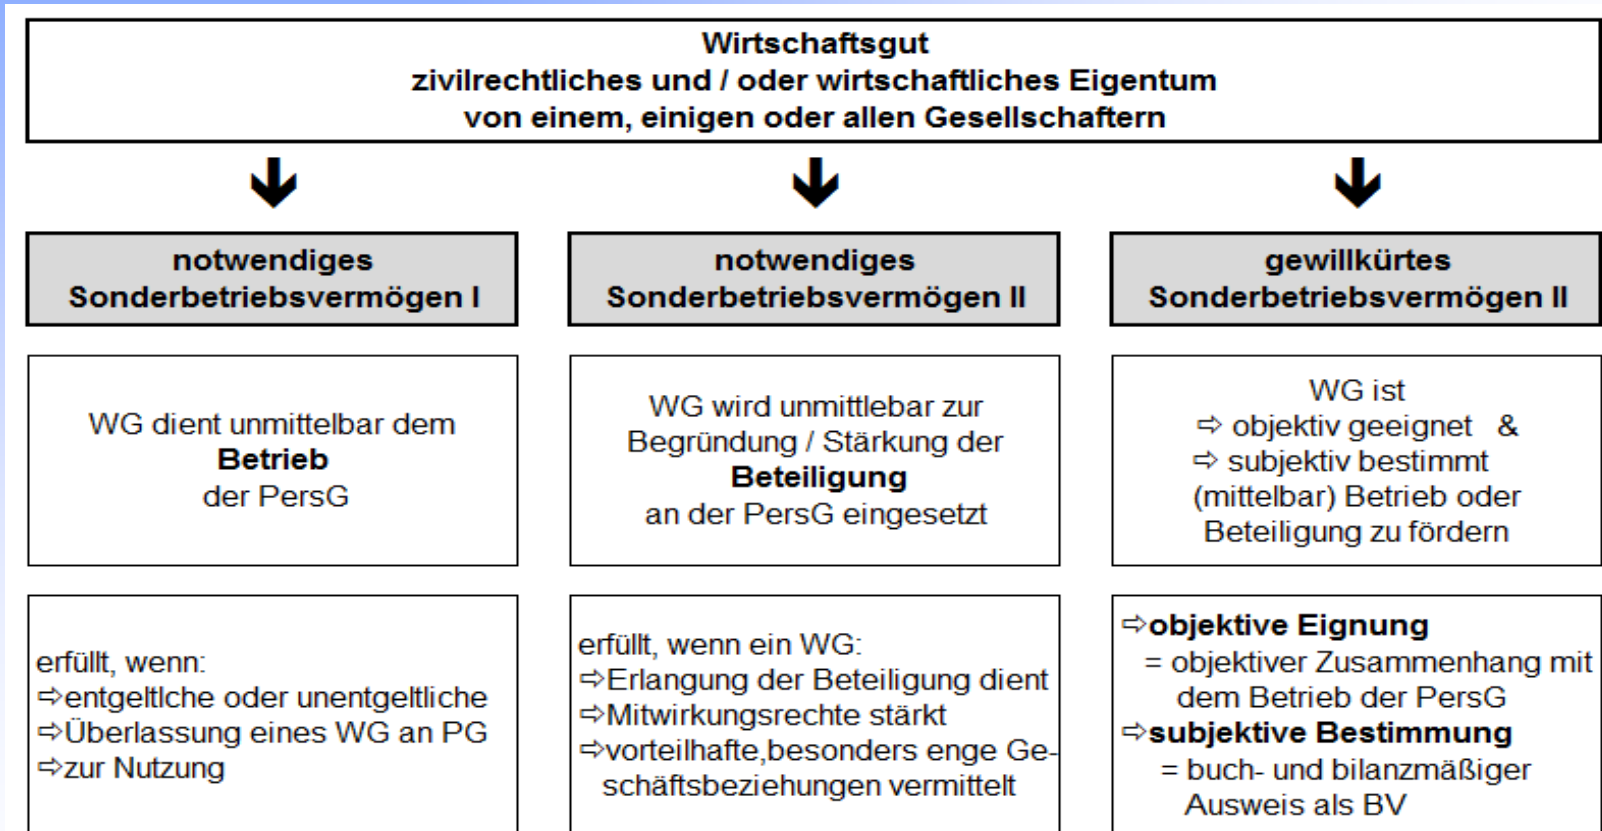 Wirtschaftsgut
zivilrechtliches und / oder wirtschaftliches Eigentum
von einem, einigen oder allen Gesellschaftern
notwendiges
Sonderbetriebsvermögen I
WG dient unmittelbar dem
Betrieb
der PersG
erfüllt, wenn:
⇨entgeltlche oder unentgeltliche
⇨Überlassung eines WG an PG
⇨zur Nutzung
notwendiges
Sonderbetriebsvermögen II
WG wird unmittlebar zur
Begründung / Stärkung der
Beteiligung
an der PersG eingesetzt
erfüllt, wenn ein WG:
⇨Erlangung der Beteiligung dient
⇨Mitwirkungsrechte stärkt
⇨vorteilhafte,besonders enge Ge-
schäftsbeziehungen vermittelt
gewillkürtes
Sonderbetriebsvermögen II
WG ist
⇨ objektiv geeignet &
⇨ subjektiv bestimmt
(mittelbar) Betrieb oder
Beteiligung zu fördern
⇨objektive Eignung
= objektiver Zusammenhang mit
dem Betrieb der PersG
⇨subjektive Bestimmung
= buch- und bilanzmäßiger
Ausweis als BV